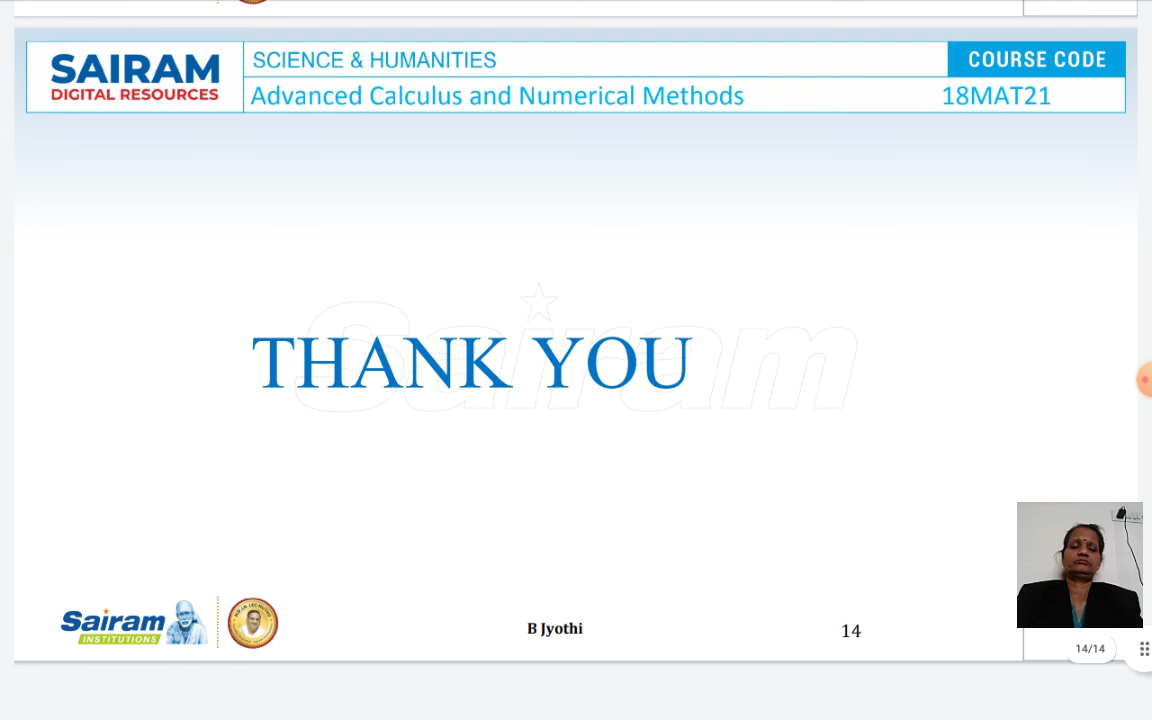 SAIRAM
DIGITAL RESOURCES
SCIENCE & HUMANITIES
COURSE CODE
Advanced Calculus and Numerical Methods
18MAT21
Sairam
THANK YOU
Sairam
INSTITUTIONS
B Jyothi
14
14/14